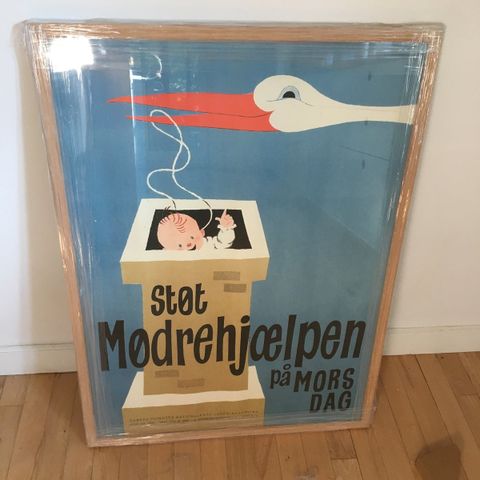 Støt
Mødrehjælpen
på MORS
DAG